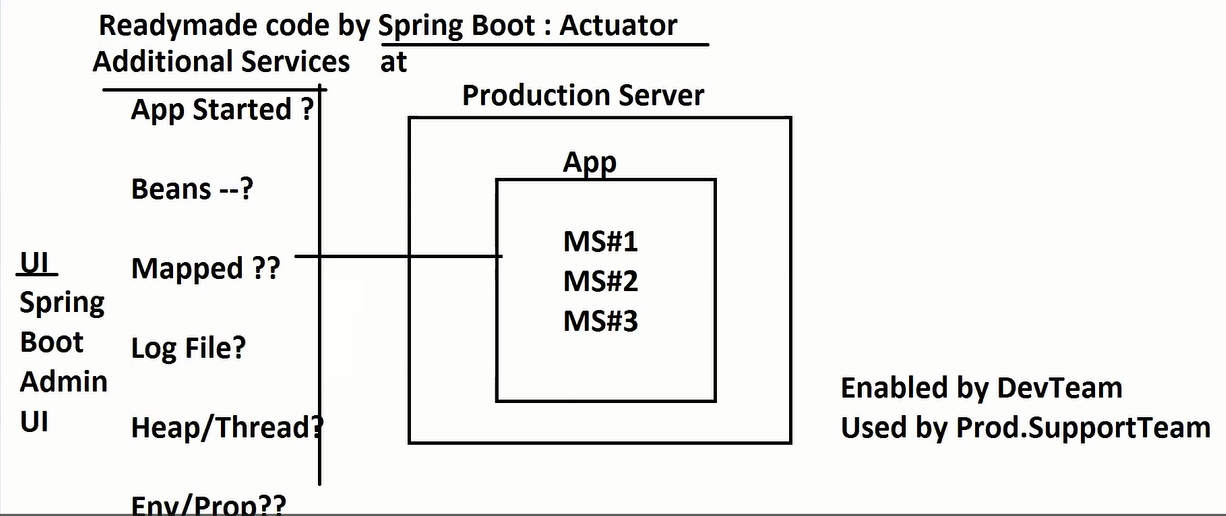 Readymade code by Spring Boot : Actuator
Additional Services at
Production Server
App Started ?
App
Beans --?
MS#1
MS#2
MS#3
Mapped ??
UI
Spring
Boot
Admin
UI
Log File?
Heap/Thread?
Env/Prop??
Enabled by DevTeam
Used by Prod.SupportTeam